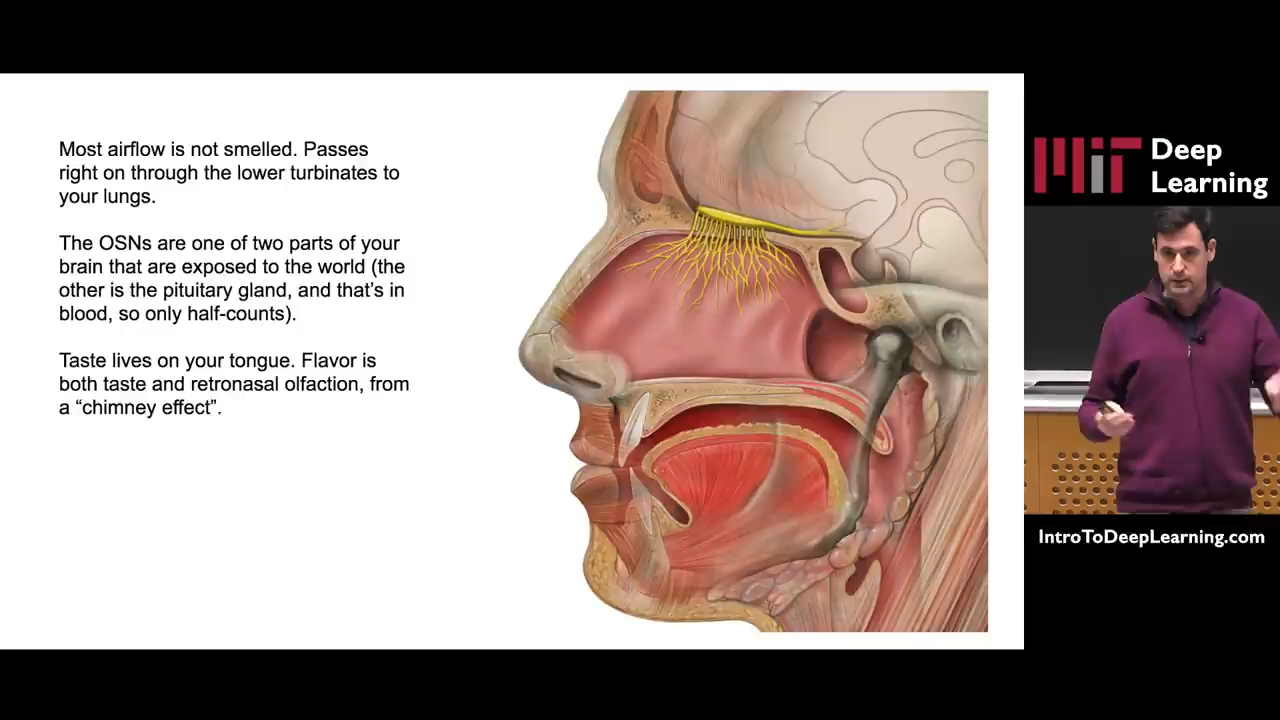 Most airflow is not smelled. Passes
right on through the lower turbinates to
your lungs.
The OSNs are one of two parts of your
brain that are exposed to the world (the
other is the pituitary gland, and that’s in
blood, so only half-counts).
Taste lives on your tongue. Flavor is
both taste and retronasal olfaction, from
a “chimney effect”.
MIT Deep
Learning
IntroToDeepLearning.com